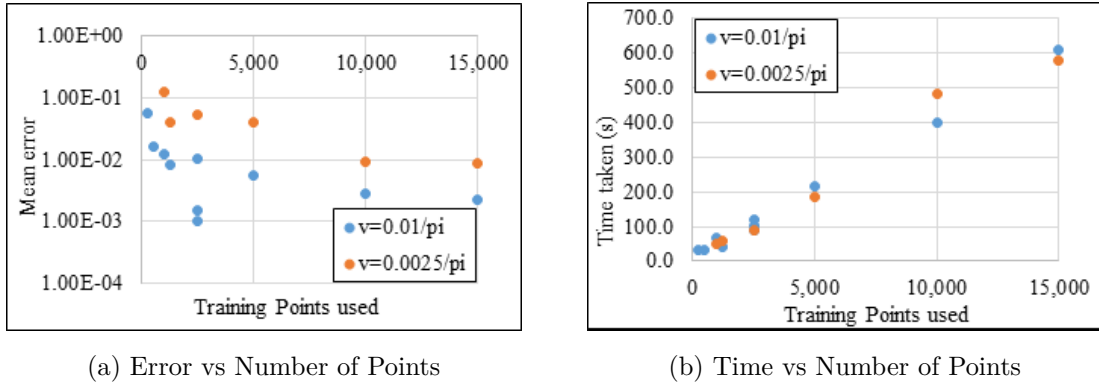 1.00E+00
0
5,000
10,000
15,000
1.00E-01
1.00E-02
1.00E-03
1.00E-04
Mean error
v=0.01/pi
v=0.0025/pi
Training Points used
(a) Error vs Number of Points
700.0
600.0
500.0
400.0
300.0
200.0
100.0
0.0
Time taken (s)
v=0.01/pi
v=0.0025/pi
0
5,000
10,000
15,000
Training Points used
(b) Time vs Number of Points